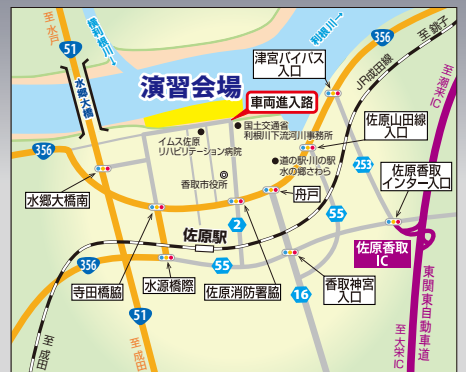 51
至水戸
横利根川
利根川
356
至 銚子
津宮バイパス
入口
JR成田線
至 潮来IC
水郷大橋
演習会場
車両進入路
国土交通省
利根川下流河川事務所
イムス佐原
リハビリテーション病院
佐原山田線
入口
356
道の駅・川の駅
水の郷さわら
253
佐原香取
インター入口
香取市役所
舟戸
水郷大橋南
2
55
佐原駅
佐原香取
IC
356
55
寺田橋脇
水源橋際
佐原消防署脇
16
香取神宮
入口
東関東自動車道
51
至 成田
至 成田
至 大栄IC